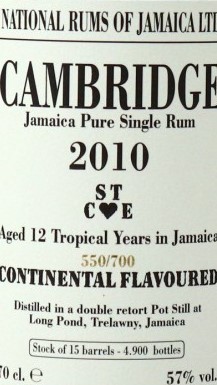 NATIONAL RUMS OF JAMAICA LTD
CAMBRIDGE
Jamaica Pure Single Rum
2010
ST
C♥E
Aged 12 Tropical Years in Jamaica
550/700
CONTINENTAL FLAVOURED
Distilled in a double retort Pot Still at
Long Pond, Trelawny, Jamaica
Stock of 15 barrels - 4.900 bottles
70 cl. e 57% vol.